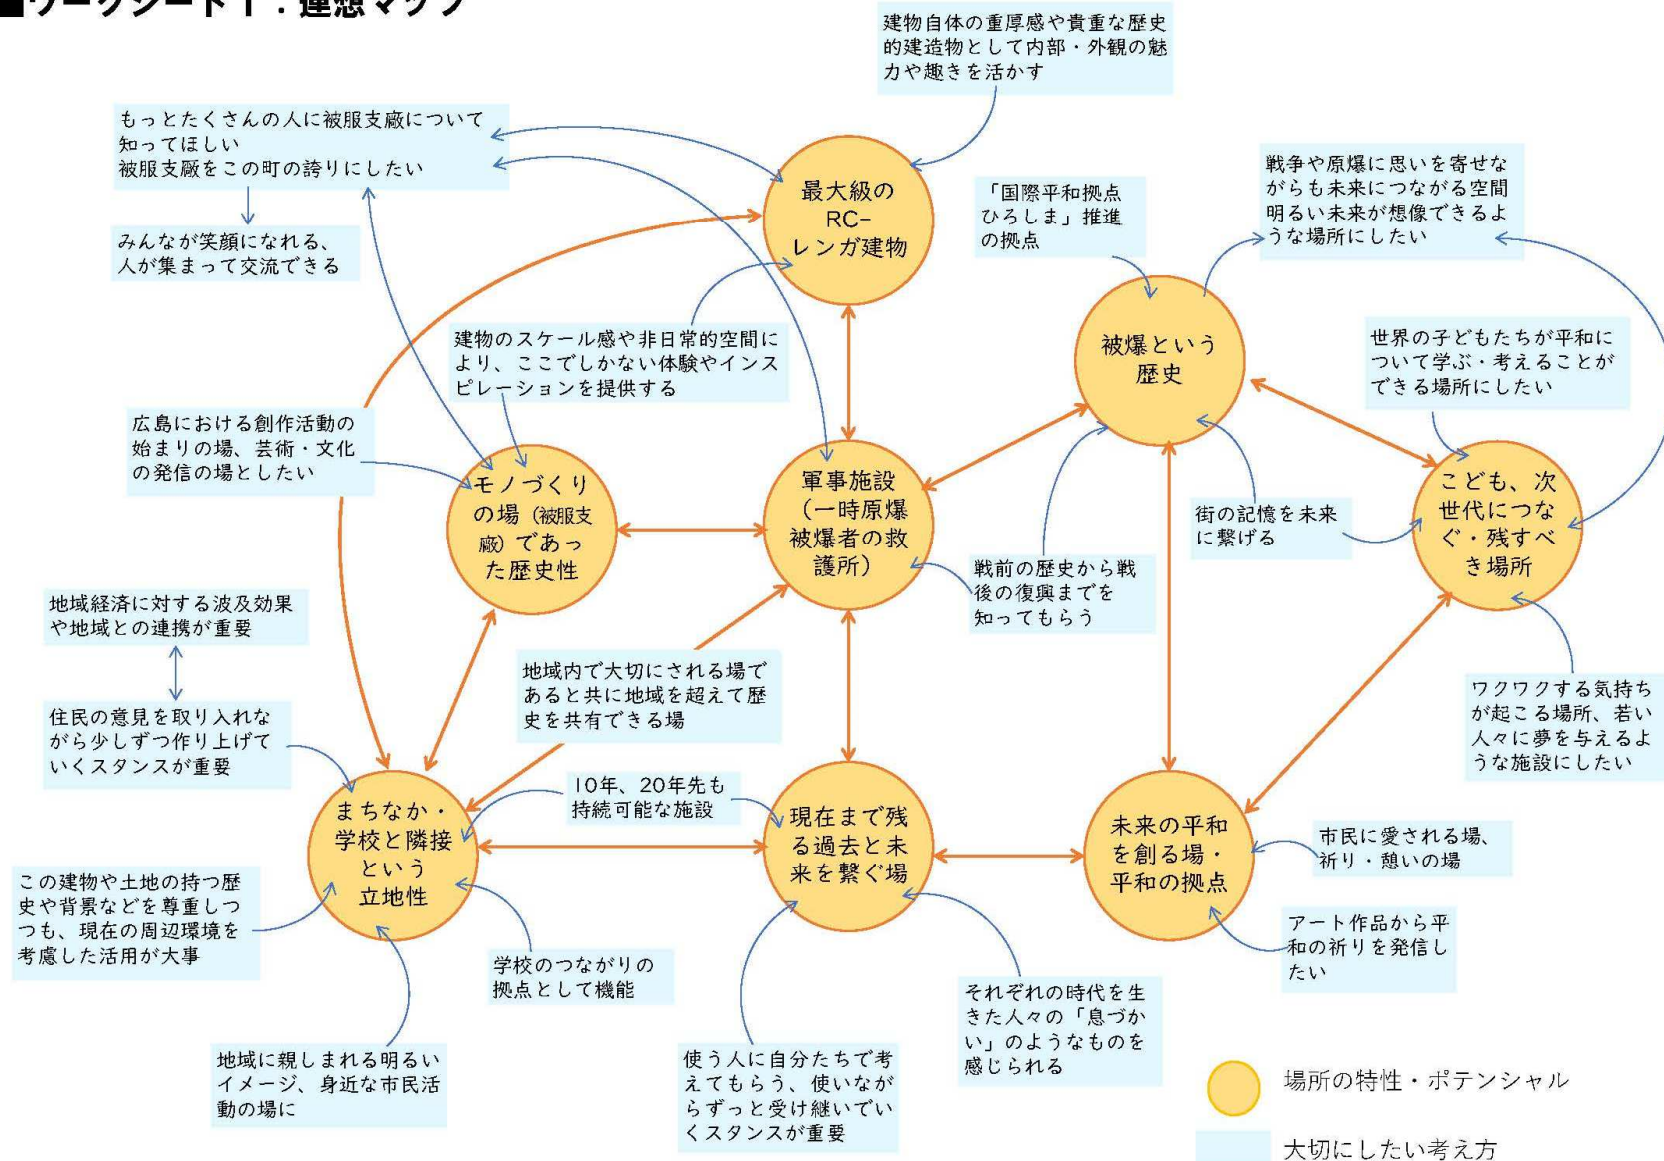 ■ワークシート1：連想マップ
建物自体の重厚感や貴重な歴史
的建造物として内部・外観の魅
力や趣きを活かす
もっとたくさんの人に被服支廠について
知ってほしい
被服支廠をこの町の誇りにしたい
みんなが笑顔になれる、
人が集まって交流できる
最大級の
RC-
レンガ建物
「国際平和拠点
ひろしま」推進
の拠点
戦争や原爆に思いを寄せな
がらも未来につながる空間
明るい未来が想像できるよ
うな場所にしたい
建物のスケール感や非日常的空間に
より、ここでしかない体験やインス
ピレーションを提供する
被爆という
歴史
世界の子どもたちが平和に
ついて学ぶ・考えることが
できる場所にしたい
広島における創作活動の
始まりの場、芸術・文化
の発信の場としたい
モノづくり
の場（被服支
廠）であっ
た歴史性
軍事施設
（一時原爆
被爆者の救
護所）
街の記憶を未来
に繋げる
こども、次
世代につな
ぐ・残すべ
き場所
戦前の歴史から戦
後の復興までを
知ってもらう
地域経済に対する波及効果
や地域との連携が重要
地域内で大切にされる場で
あると共に地域を超えて歴
史を共有できる場
住民の意見を取り入れな
がら少しずつ作り上げて
いくスタンスが重要
ワクワクする気持ち
が起こる場所、若い
人々に夢を与えるよ
うな施設にしたい
10年、20年先も
持続可能な施設
まちなか・
学校と隣接
という
立地性
現在まで残
る過去と未
来を繋ぐ場
未来の平和
を創る場・
平和の拠点
市民に愛される場、
祈り・憩いの場
この建物や土地の持つ歴
史や背景などを尊重しつ
つも、現在の周辺環境を
考慮した活用が大事
学校のつながりの
拠点として機能
アート作品から平
和の祈りを発信し
たい
それぞれの時代を生
きた人々の「息づか
い」のようなものを
感じられる
地域に親しまれる明るい
イメージ、身近な市民活
動の場に
使う人に自分たちで考
えてもらう、使いなが
らずっと受け継いでい
くスタンスが重要
場所の特性・ポテンシャル
大切にしたい考え方